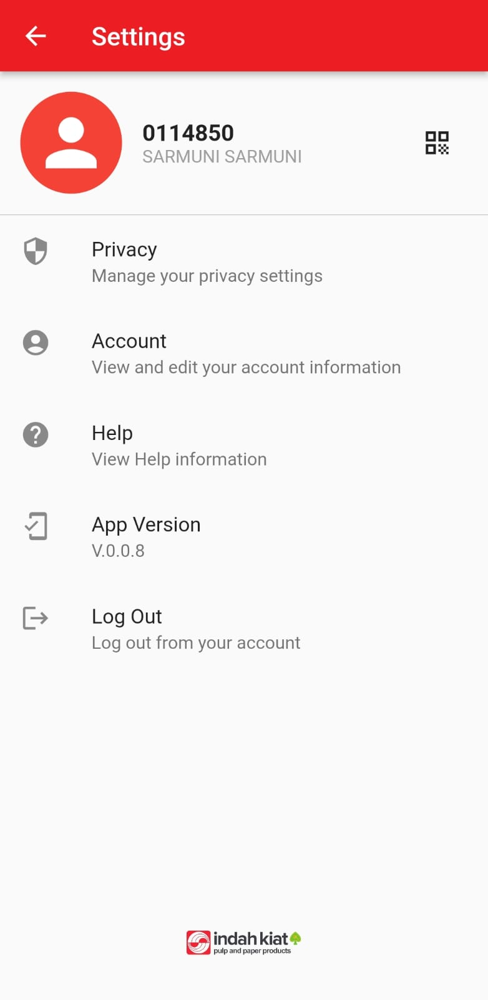 Settings
0114850
SARMUNI SARMUNI
Privacy
Manage your privacy settings
Account
View and edit your account information
Help
View Help information
App Version
V.0.0.8
Log Out
Log out from your account
indah kiat
pulp and paper products